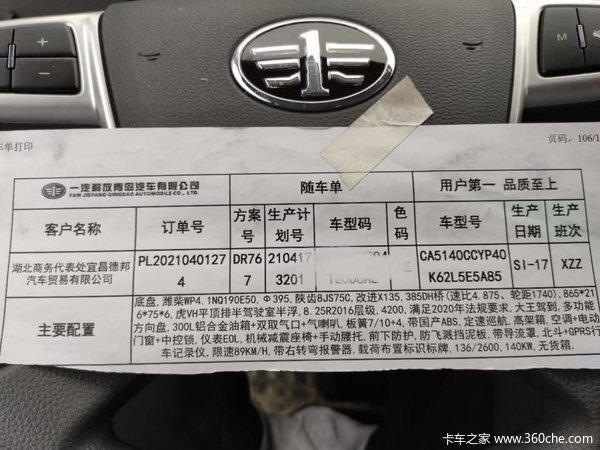 车单打印
页码，106/1
一汽解放青岛汽车有限公司
FAW JIEFANG QINGDAO AUTOMOBILE CO., LTD
随车单
用户第一 品质至上
客户名称
订单号
方案号
生产计划号
车型码
色码
车型号
生产日期
生产班次
湖北商务代表处宜昌德邦汽车贸易有限公司
PL20210401274
DR767
210417
3201
CA5140CCYP40K62L5E5A85
SI-17
XZZ
主要配置
底盘, 潍柴WP4.1NQ190E50, Φ395, 陕齿8JS75C, 改进X135, 385DH桥(速比4.875、轮距1740), 865*21
6*75*6, 虎VH平顶排半驾驶室半浮, 8.25R2016层级, 4200, 满足2020年法规要求, 大王驾到, 多功能
方向盘, 300L铝合金油箱+双取气口+气喇叭, 板簧7/10+4, 带国产ABS, 定速巡航, 高架箱, 空调+电动
门窗+中控锁, 仪表EOL, 机械减震座椅+手动腰托, 前下防护, 防飞溅挡泥板, 带导流罩, 北斗+GPRS行
车记录仪, 限速89KM/H, 带右转弯报警器, 载荷布置标识标牌, 136/2600, 140KW, 无货箱.
M
卡车之家 www.360che.com